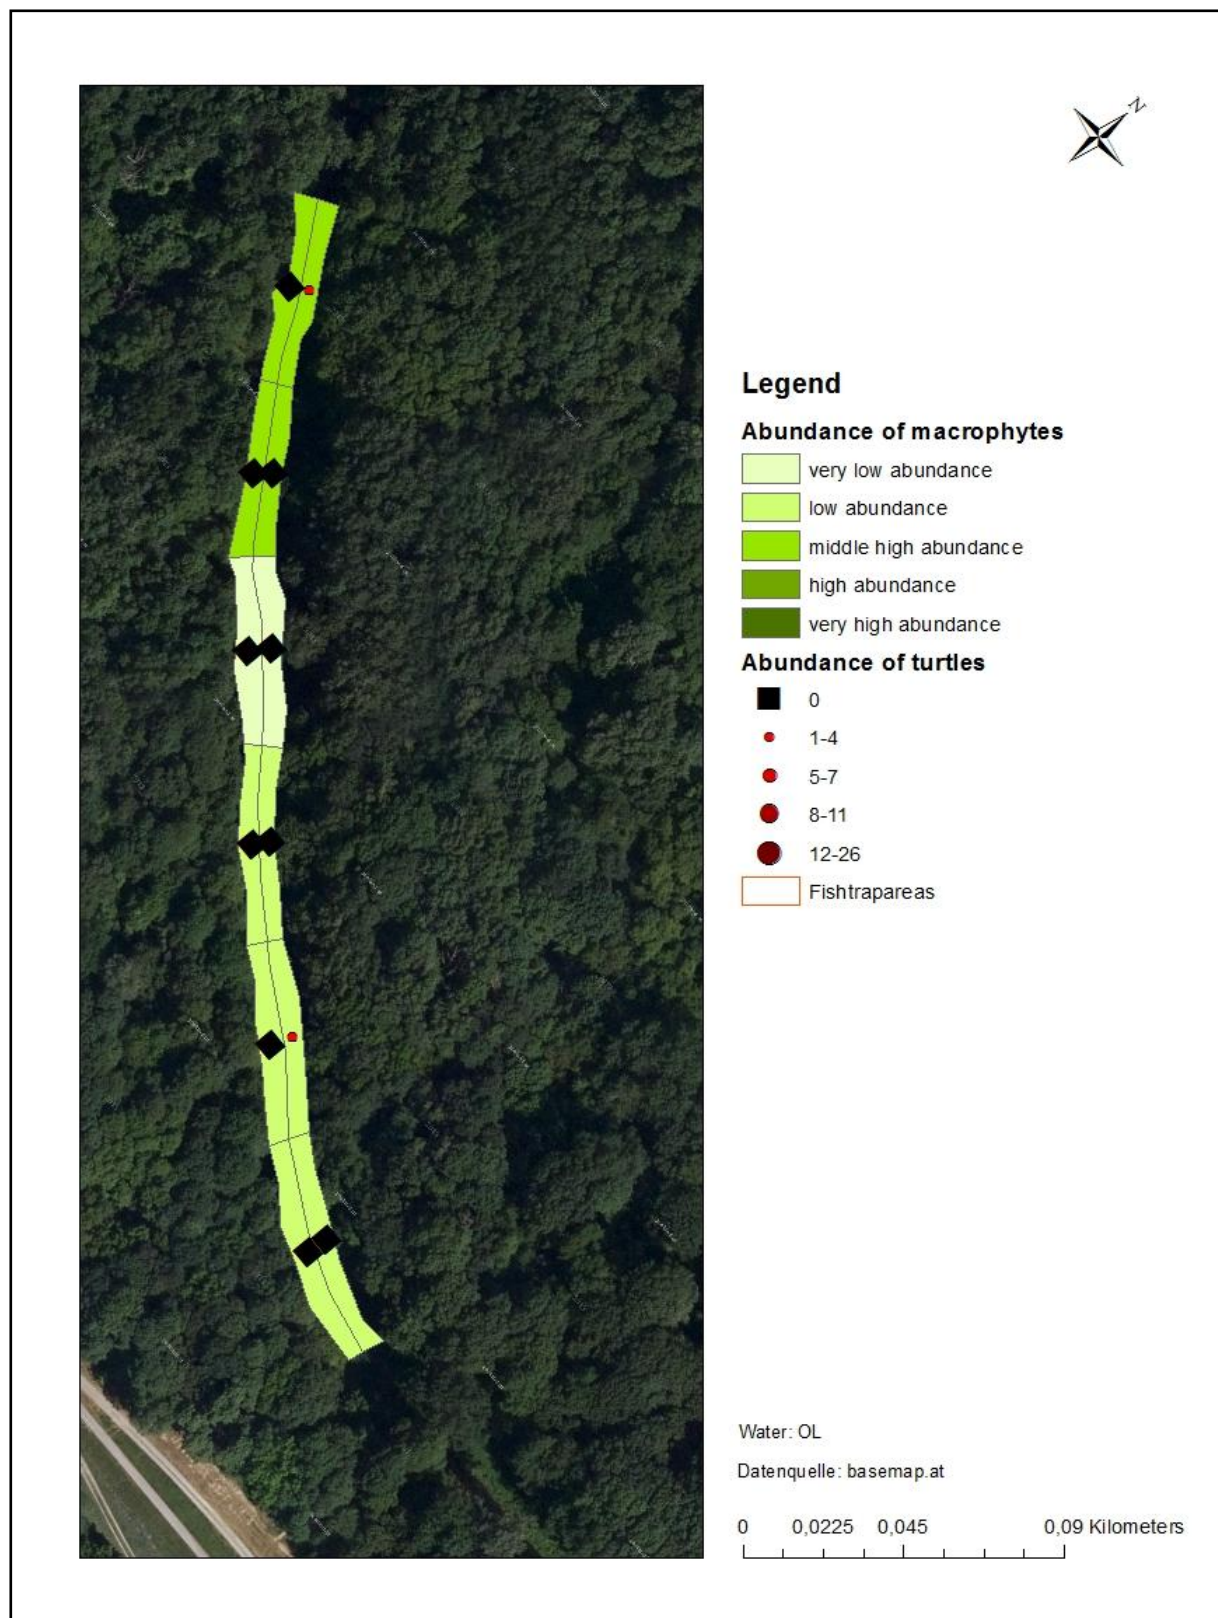 N
Legend
Abundance of macrophytes
very low abundance
low abundance
middle high abundance
high abundance
very high abundance
Abundance of turtles
0
1-4
5-7
8-11
12-26
Fishtrapareas
Water: OL
Datenquelle: basemap.at
0 0,0225 0,045 0,09 Kilometers